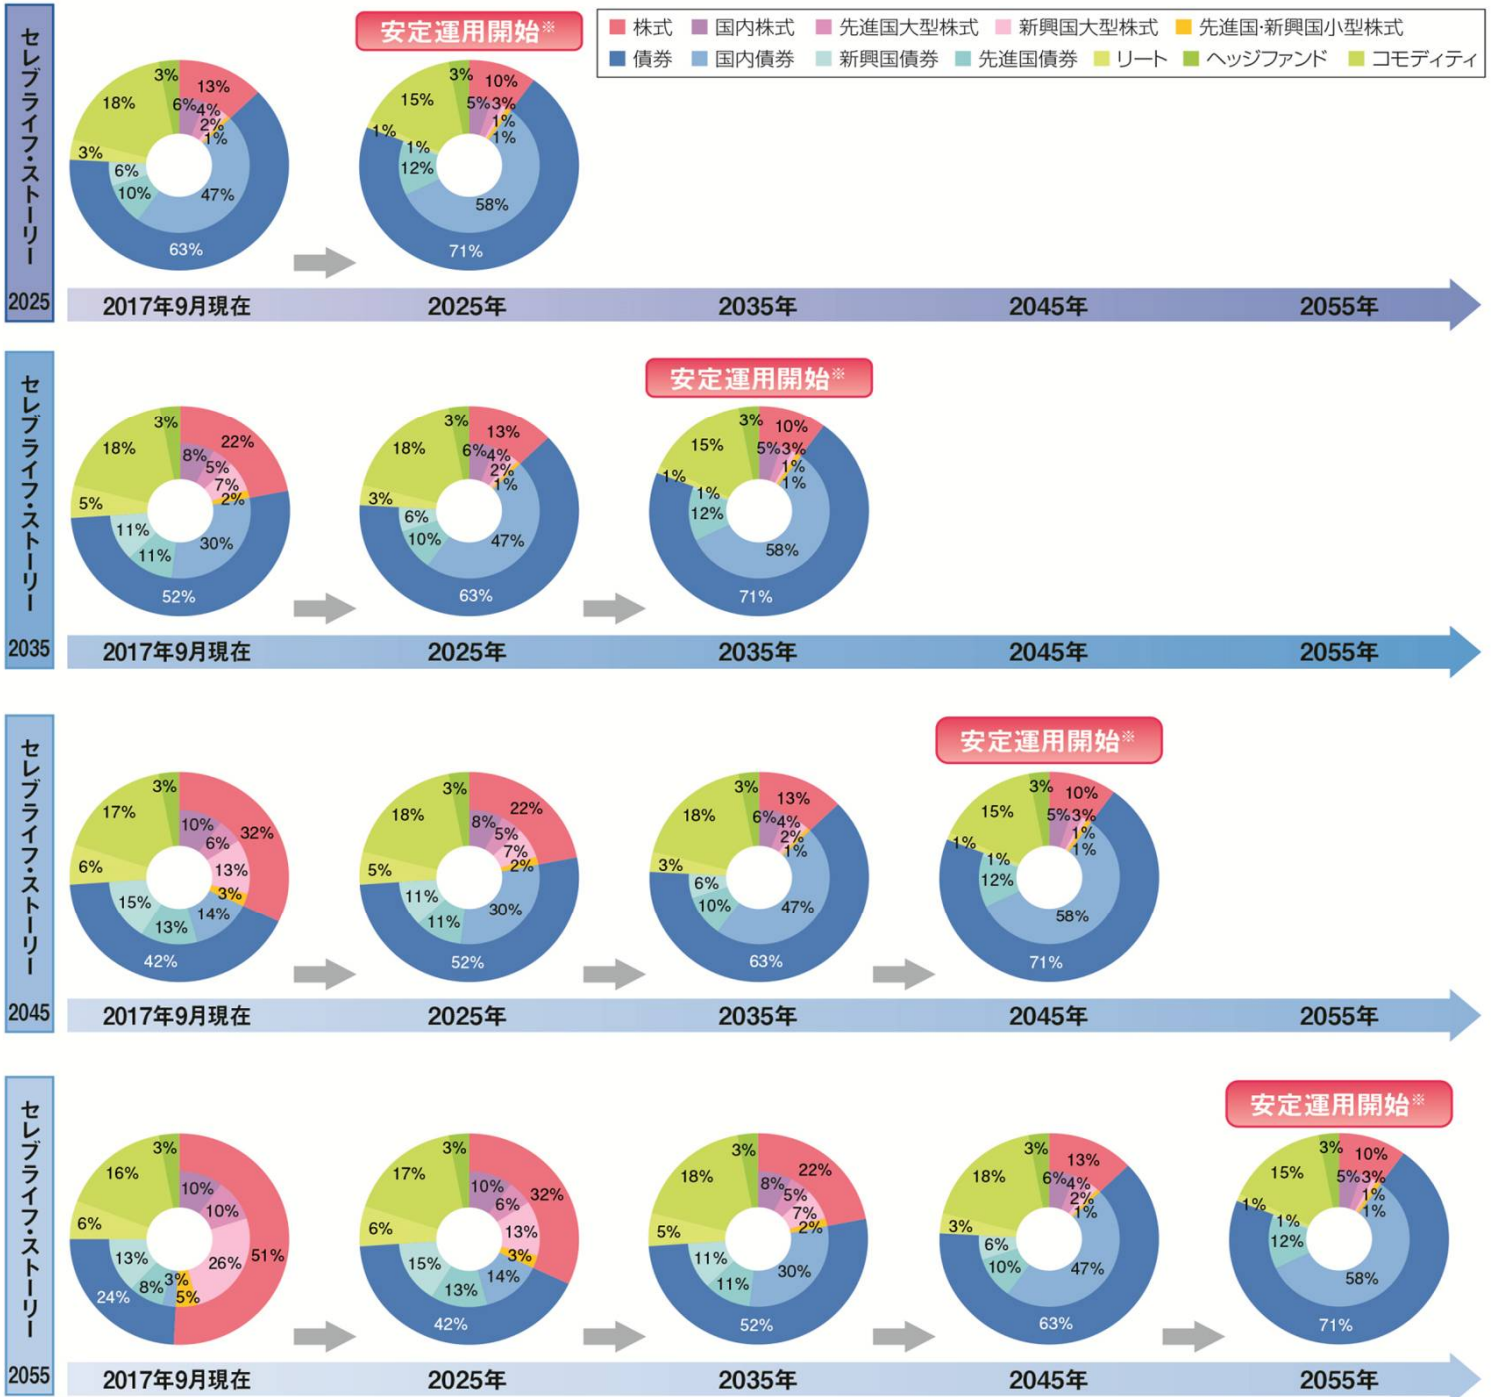 株式 国内株式 先進国大型株式 新興国大型株式 先進国・新興国小型株式
債券 国内債券 新興国債券 先進国債券 リート ヘッジファンド コモディティ
セレブライフ・ストーリー
2025
安定運用開始※
3% 13% 6% 4% 2% 1% 47% 10% 6% 63% 3% 18%
3% 10% 5% 3% 1% 1% 58% 12% 1% 71% 1% 15%
2017年9月現在 2025年 2035年 2045年 2055年
セレブライフ・ストーリー
2035
安定運用開始※
3% 22% 8% 5% 7% 2% 30% 11% 11% 52% 5% 18%
3% 13% 6% 4% 2% 1% 47% 10% 6% 63% 3% 18%
3% 10% 5% 3% 1% 1% 58% 12% 1% 71% 1% 15%
2017年9月現在 2025年 2035年 2045年 2055年
セレブライフ・ストーリー
2045
安定運用開始※
3% 32% 10% 6% 13% 3% 14% 13% 15% 42% 6% 17%
3% 22% 8% 5% 7% 2% 30% 11% 11% 52% 5% 18%
3% 13% 6% 4% 2% 1% 47% 10% 6% 63% 3% 18%
3% 10% 5% 3% 1% 1% 58% 12% 1% 71% 1% 15%
2017年9月現在 2025年 2035年 2045年 2055年
セレブライフ・ストーリー
2055
安定運用開始※
3% 51% 10% 10% 26% 5% 3% 8% 13% 24% 6% 16%
3% 32% 10% 6% 13% 3% 14% 13% 15% 42% 6% 17%
3% 22% 8% 5% 7% 2% 30% 11% 11% 52% 5% 18%
3% 13% 6% 4% 2% 1% 47% 10% 6% 63% 3% 18%
3% 10% 5% 3% 1% 1% 58% 12% 1% 71% 1% 15%
2017年9月現在 2025年 2035年 2045年 2055年